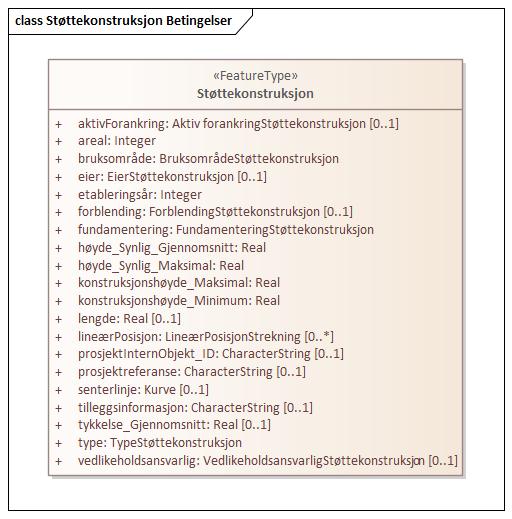 class Støttekonstruksjon Betingelser
«FeatureType»
Støttekonstruksjon
+ aktivForankring: Aktiv forankringStøttekonstruksjon [0..1]
+ areal: Integer
+ bruksområde: BruksområdeStøttekonstruksjon
+ eier: EierStøttekonstruksjon [0..1]
+ etableringsår: Integer
+ forblending: ForblendingStøttekonstruksjon [0..1]
+ fundamentering: FundamenteringStøttekonstruksjon
+ høyde_Synlig_Gjennomsnitt: Real
+ høyde_Synlig_Maksimal: Real
+ konstruksjonshøyde_Maksimal: Real
+ konstruksjonshøyde_Minimum: Real
+ lengde: Real [0..1]
+ lineærPosisjon: LineærPosisjonStrekning [0..*]
+ prosjektInternObjekt_ID: CharacterString [0..1]
+ prosjektreferanse: CharacterString [0..1]
+ senterlinje: Kurve [0..1]
+ tilleggsinformasjon: CharacterString [0..1]
+ tykkelse_Gjennomsnitt: Real [0..1]
+ type: TypeStøttekonstruksjon
+ vedlikeholdsansvarlig: VedlikeholdsansvarligStøttekonstruksjon [0..1]